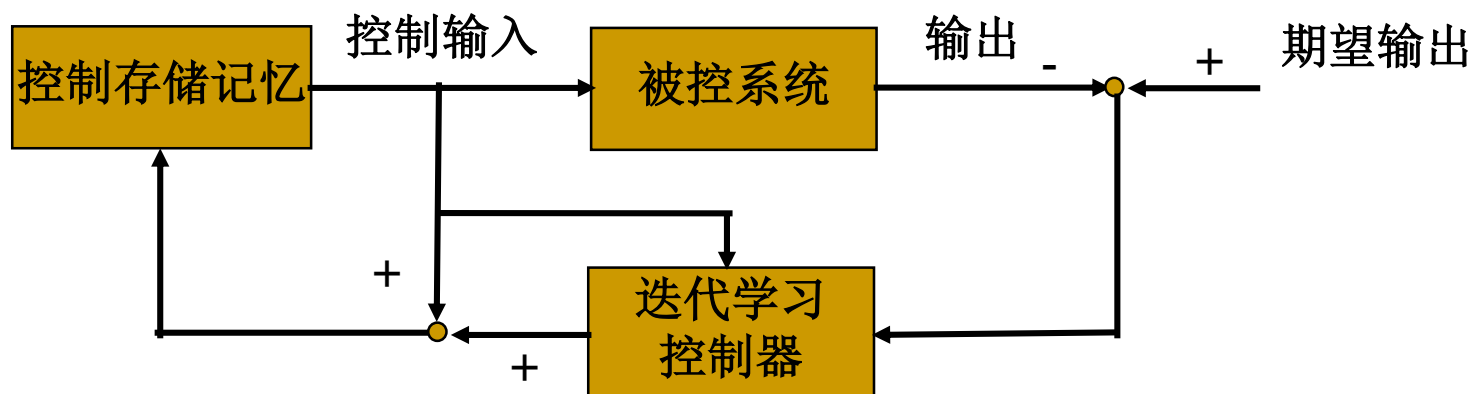 控制存储记忆
控制输入
被控系统
输出
-
+
期望输出
+
迭代学习
控制器
+